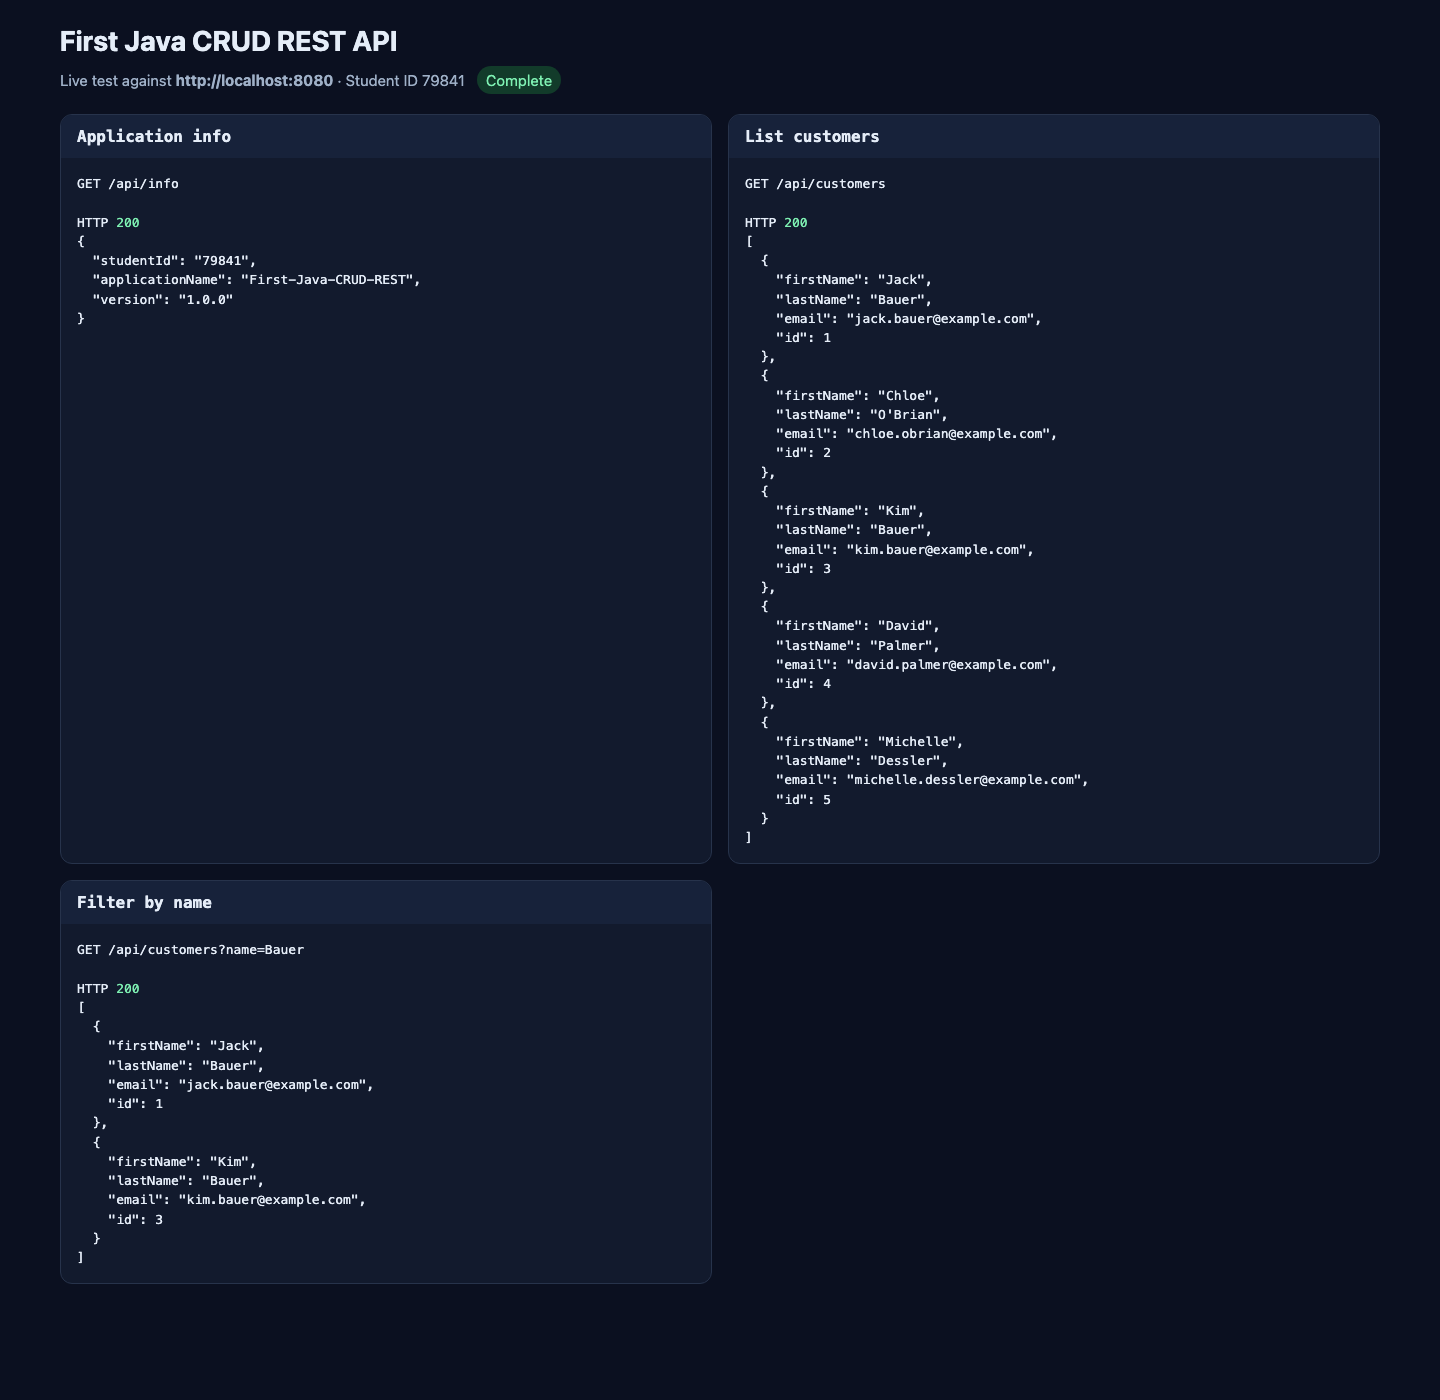 First Java CRUD REST API
Live test against http://localhost:8080 · Student ID 79841 Complete
Application info
GET /api/info
HTTP 200
{
  "studentId": "79841",
  "applicationName": "First-Java-CRUD-REST",
  "version": "1.0.0"
}
List customers
GET /api/customers
HTTP 200
[
  {
    "firstName": "Jack",
    "lastName": "Bauer",
    "email": "jack.bauer@example.com",
    "id": 1
  },
  {
    "firstName": "Chloe",
    "lastName": "O'Brian",
    "email": "chloe.obrian@example.com",
    "id": 2
  },
  {
    "firstName": "Kim",
    "lastName": "Bauer",
    "email": "kim.bauer@example.com",
    "id": 3
  },
  {
    "firstName": "David",
    "lastName": "Palmer",
    "email": "david.palmer@example.com",
    "id": 4
  },
  {
    "firstName": "Michelle",
    "lastName": "Dessler",
    "email": "michelle.dessler@example.com",
    "id": 5
  }
]
Filter by name
GET /api/customers?name=Bauer
HTTP 200
[
  {
    "firstName": "Jack",
    "lastName": "Bauer",
    "email": "jack.bauer@example.com",
    "id": 1
  },
  {
    "firstName": "Kim",
    "lastName": "Bauer",
    "email": "kim.bauer@example.com",
    "id": 3
  }
]